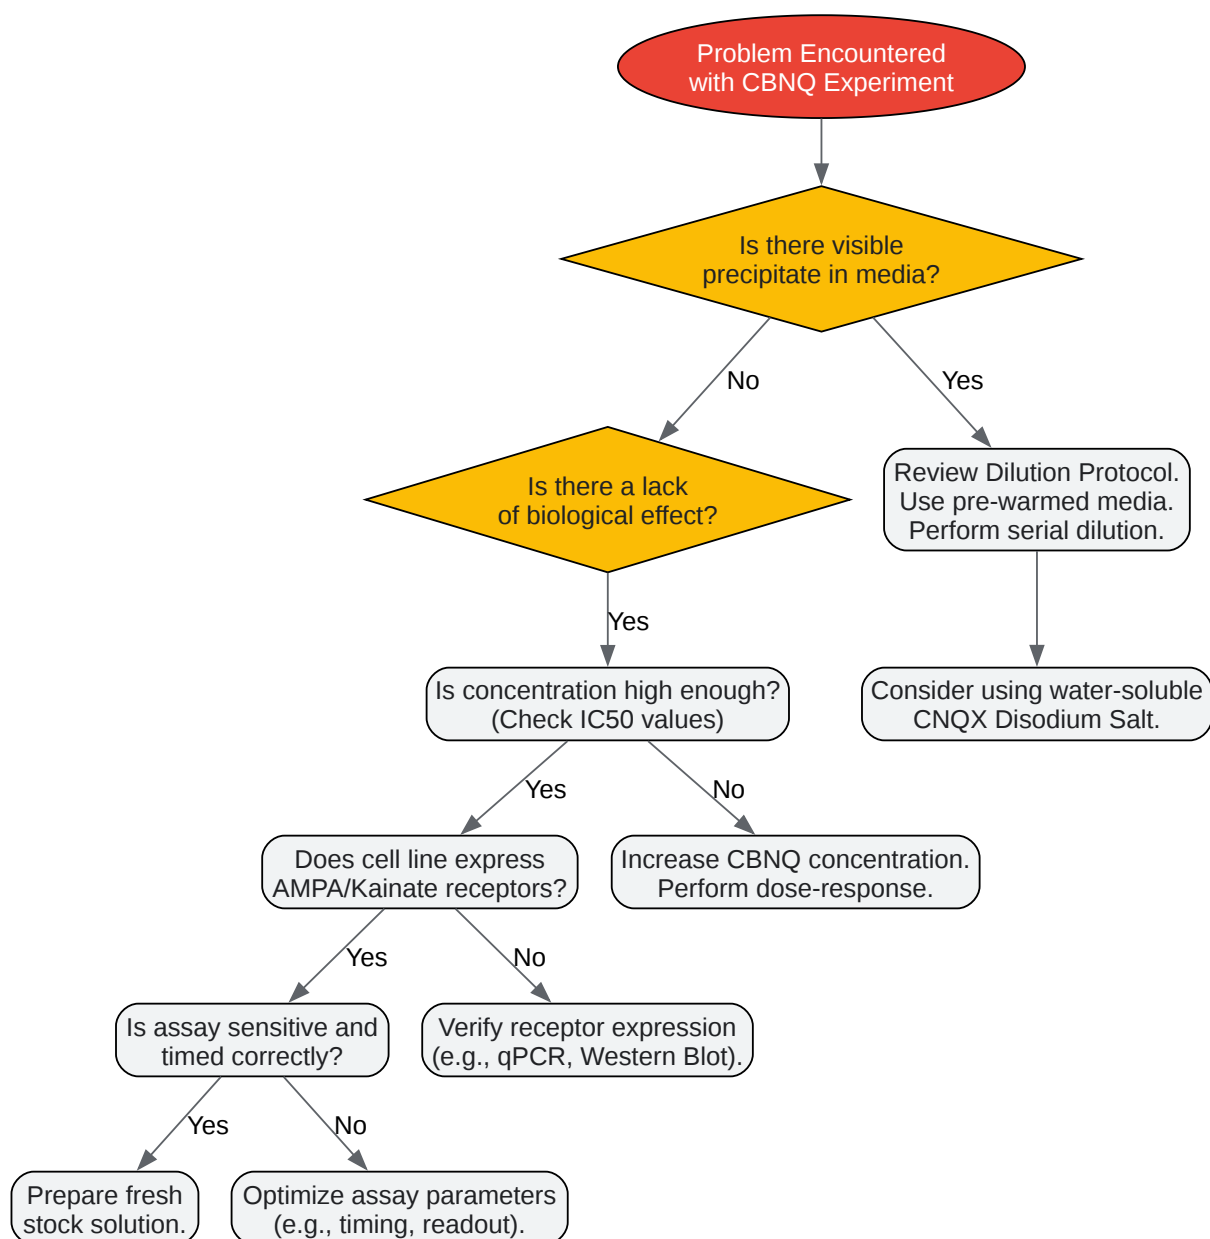 Problem Encountered
with CBNQ Experiment
Is there visible
precipitate in media?
No
Yes
Is there a lack
of biological effect?
Review Dilution Protocol.
Use pre-warmed media.
Perform serial dilution.
Yes
Is concentration high enough?
(Check IC50 values)
Consider using water-soluble
CNQX Disodium Salt.
Yes
No
Does cell line express
AMPA/Kainate receptors?
Increase CBNQ concentration.
Perform dose-response.
Yes
No
Is assay sensitive and
timed correctly?
Verify receptor expression
(e.g., qPCR, Western Blot).
Yes
No
Prepare fresh
stock solution.
Optimize assay parameters
(e.g., timing, readout).